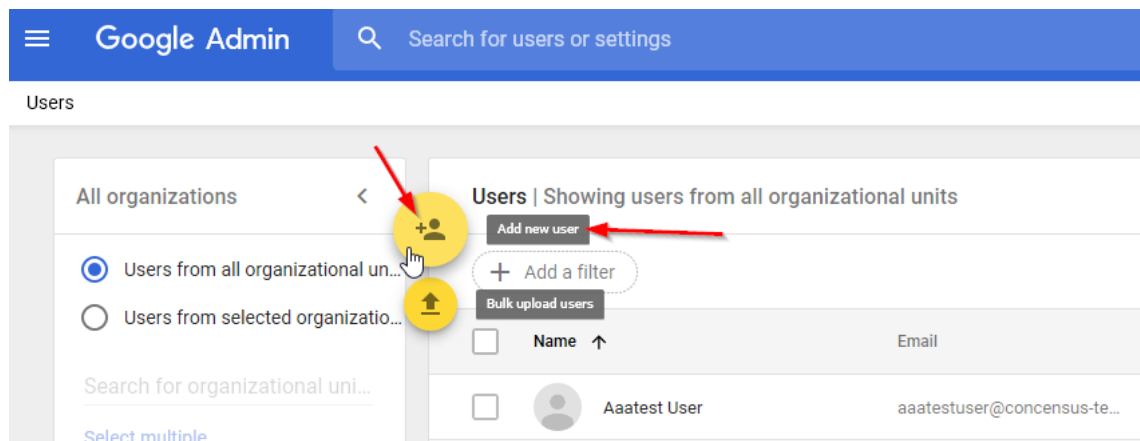 Google Admin
Search for users or settings
Users
All organizations
Users from all organizational un...
Users from selected organizatio...
Search for organizational uni...
Select multiple
Users | Showing users from all organizational units
Add new user
Add a filter
Bulk upload users
Name
Email
Aaatest User
aaatestuser@concensus-te...